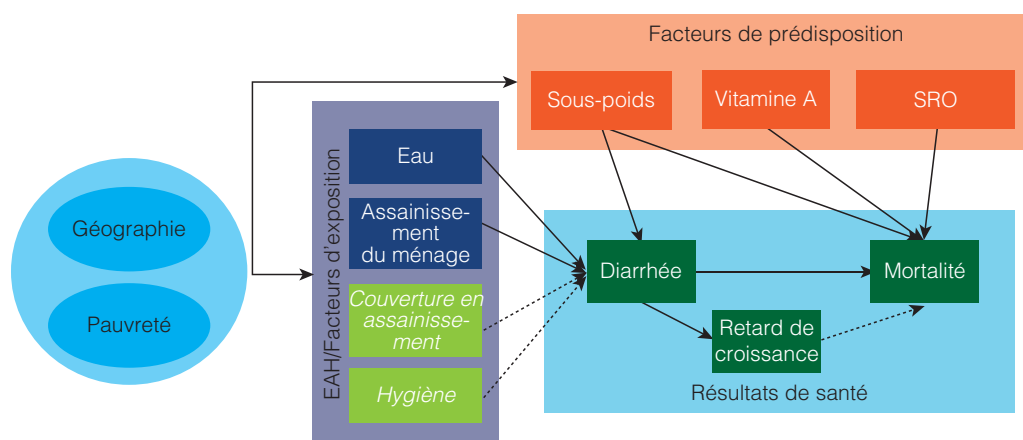 Facteurs de prédisposition
Sous-poids
Vitamine A
SRO
EAH/Facteurs d'exposition
Eau
Assainisse-
ment
du ménage
Couverture en
assainisse-
ment
Hygiène
Géographie
Pauvreté
Diarrhée
Mortalité
Retard de
croissance
Résultats de santé